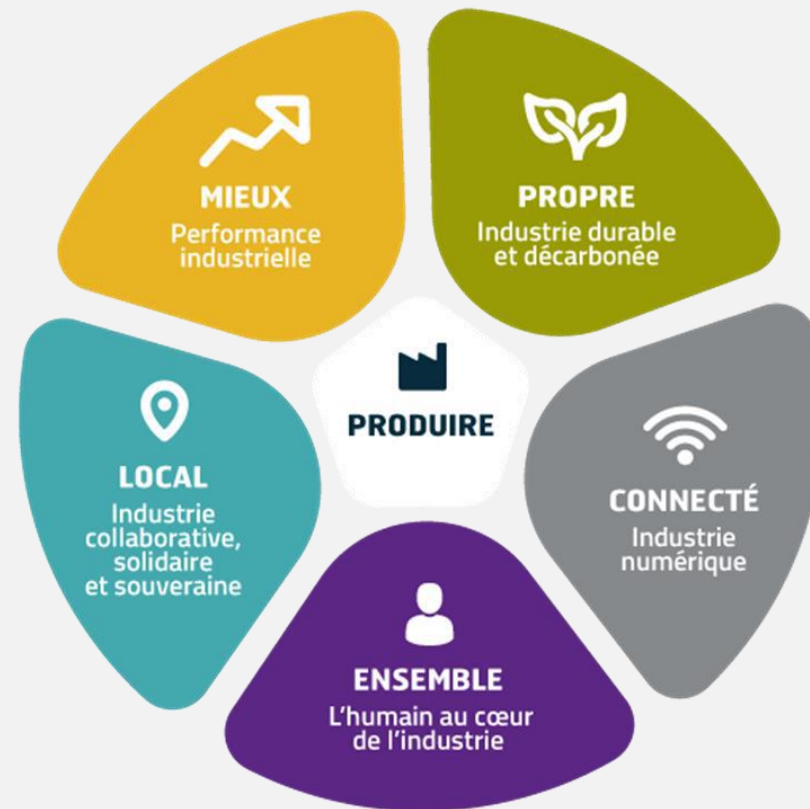 MIEUX
Performance
industrielle
PROPRE
Industrie durable
et décarbonée
PRODUIRE
LOCAL
Industrie
collaborative,
solidaire
et souveraine
CONNECTÉ
Industrie
numérique
ENSEMBLE
L'humain au cœur
de l'industrie